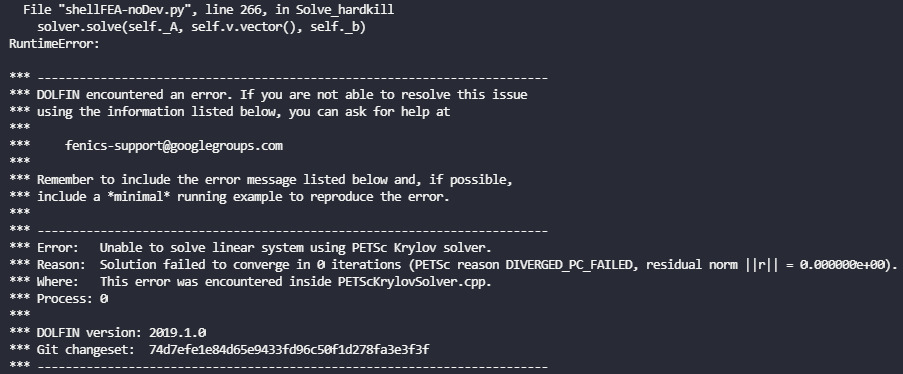 File "shellFEA-noDev.py", line 266, in Solve_hardkill
solver.solve(self._A, self.v.vector(), self._b)
RuntimeError:
*** -------------------------------------------------------------------------
*** DOLFIN encountered an error. If you are not able to resolve this issue
*** using the information listed below, you can ask for help at
***
*** fenics-support@googlegroups.com
***
*** Remember to include the error message listed below and, if possible,
*** include a *minimal* running example to reproduce the error.
***
*** -------------------------------------------------------------------------
*** Error: Unable to solve linear system using PETSc Krylov solver.
*** Reason: Solution failed to converge in 0 iterations (PETSc reason DIVERGED_PC_FAILED, residual norm ||r|| = 0.000000e+00).
*** Where: This error was encountered inside PETScKrylovSolver.cpp.
*** Process: 0
***
*** DOLFIN version: 2019.1.0
*** Git changeset: 74d7efe1e84d65e9433fd96c50f1d278fa3e3f3f
*** -------------------------------------------------------------------------